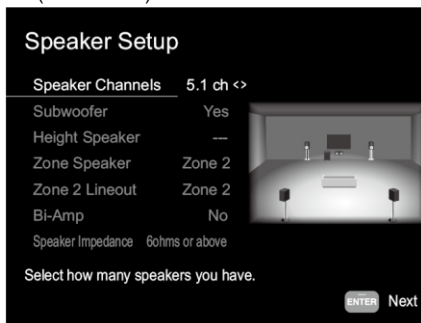 Speaker Setup
Speaker Channels 5.1 ch <>
Subwoofer Yes
Height Speaker ---
Zone Speaker Zone 2
Zone 2 Lineout Zone 2
Bi-Amp No
Speaker Impedance 6ohms or above
Select how many speakers you have.
ENTER Next